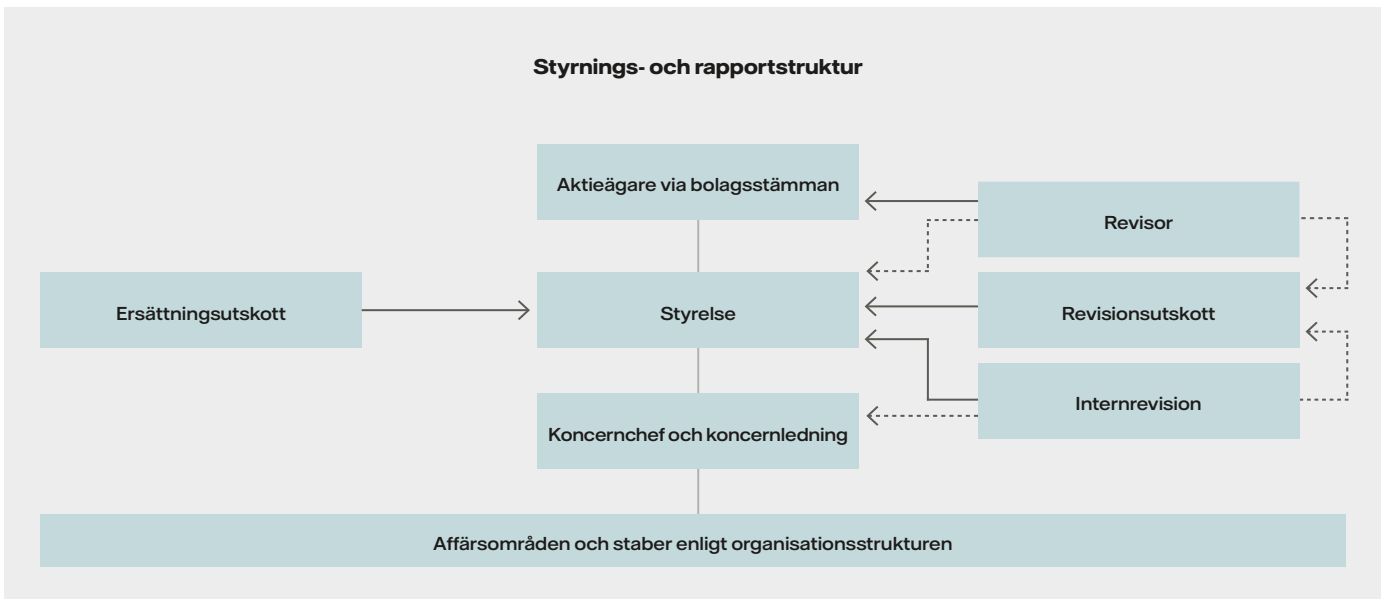 Styrnings- och rapportstruktur
Aktieägare via bolagsstämman
Revisor
Ersättningsutskott
Styrelse
Revisionsutskott
Internrevision
Koncernchef och koncernledning
Affärsområden och staber enligt organisationsstrukturen